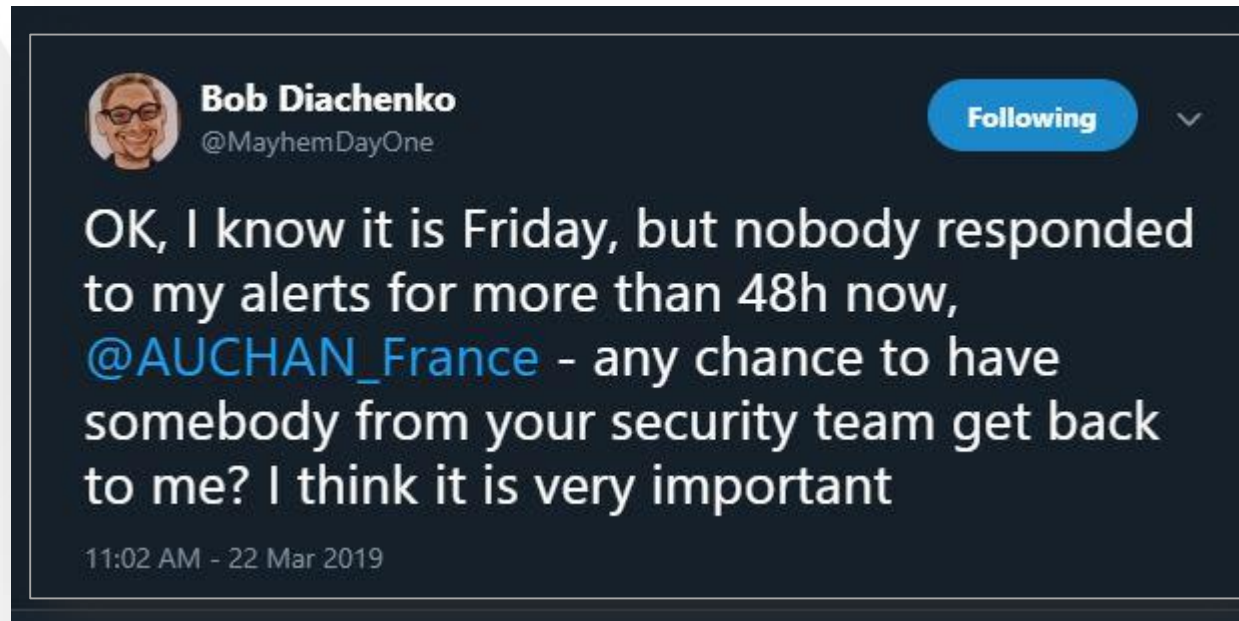 Bob Diachenko
@MayhemDayOne
Following
OK, I know it is Friday, but nobody responded
to my alerts for more than 48h now,
@AUCHAN_France - any chance to have
somebody from your security team get back
to me? I think it is very important
11:02 AM - 22 Mar 2019